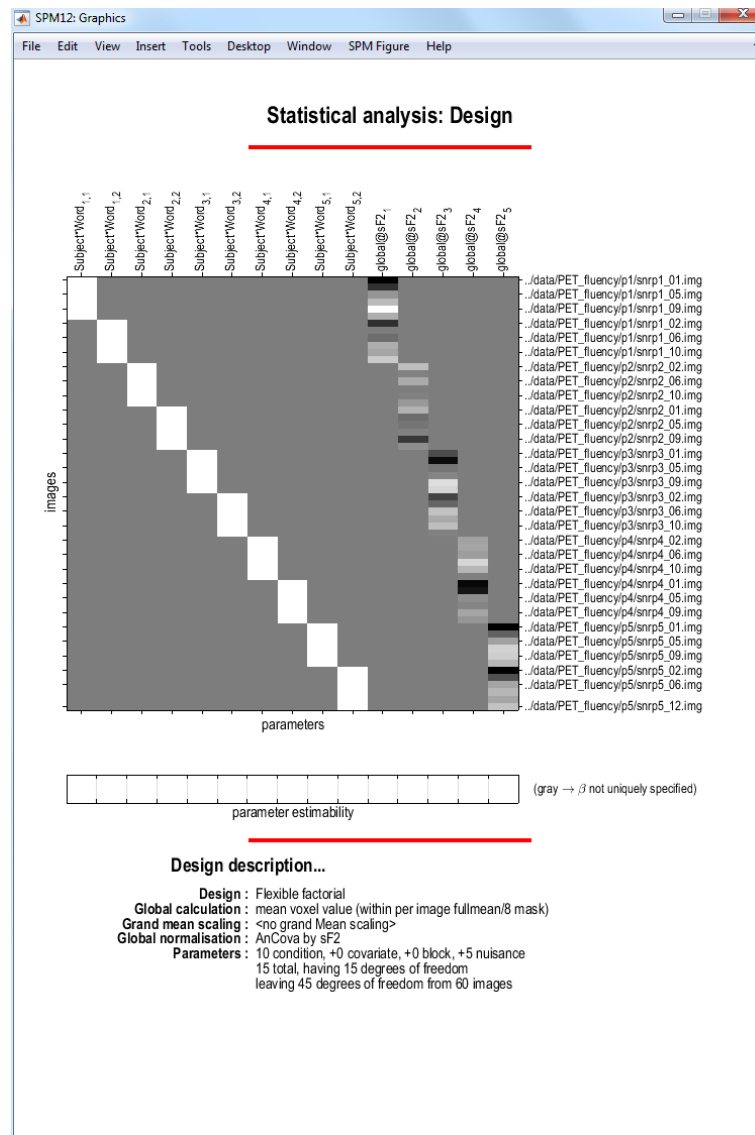 SPM12: Graphics
File Edit View Insert Tools Desktop Window SPM Figure Help
Statistical analysis: Design
Subject*Word1,1
Subject*Word1,2
Subject*Word2,1
Subject*Word2,2
Subject*Word3,1
Subject*Word3,2
Subject*Word4,1
Subject*Word4,2
Subject*Word5,1
Subject*Word5,2
global@sF21
global@sF22
global@sF23
global@sF24
global@sF25
images
../data/PET_fluency/p1/snrp1_01.img
../data/PET_fluency/p1/snrp1_05.img
../data/PET_fluency/p1/snrp1_09.img
../data/PET_fluency/p1/snrp1_02.img
../data/PET_fluency/p1/snrp1_06.img
../data/PET_fluency/p1/snrp1_10.img
../data/PET_fluency/p2/snrp2_02.img
../data/PET_fluency/p2/snrp2_06.img
../data/PET_fluency/p2/snrp2_10.img
../data/PET_fluency/p2/snrp2_01.img
../data/PET_fluency/p2/snrp2_05.img
../data/PET_fluency/p2/snrp2_09.img
../data/PET_fluency/p3/snrp3_01.img
../data/PET_fluency/p3/snrp3_05.img
../data/PET_fluency/p3/snrp3_09.img
../data/PET_fluency/p3/snrp3_02.img
../data/PET_fluency/p3/snrp3_06.img
../data/PET_fluency/p3/snrp3_10.img
../data/PET_fluency/p4/snrp4_02.img
../data/PET_fluency/p4/snrp4_06.img
../data/PET_fluency/p4/snrp4_10.img
../data/PET_fluency/p4/snrp4_01.img
../data/PET_fluency/p4/snrp4_05.img
../data/PET_fluency/p4/snrp4_09.img
../data/PET_fluency/p5/snrp5_01.img
../data/PET_fluency/p5/snrp5_05.img
../data/PET_fluency/p5/snrp5_09.img
../data/PET_fluency/p5/snrp5_02.img
../data/PET_fluency/p5/snrp5_06.img
../data/PET_fluency/p5/snrp5_12.img
parameters
(gray → β not uniquely specified)
parameter estimability
Design description...
Design : Flexible factorial
Global calculation : mean voxel value (within per image fullmean/8 mask)
Grand mean scaling : <no grand Mean scaling>
Global normalisation : AnCova by sF2
Parameters : 10 condition, +0 covariate, +0 block, +5 nuisance
15 total, having 15 degrees of freedom
leaving 45 degrees of freedom from 60 images